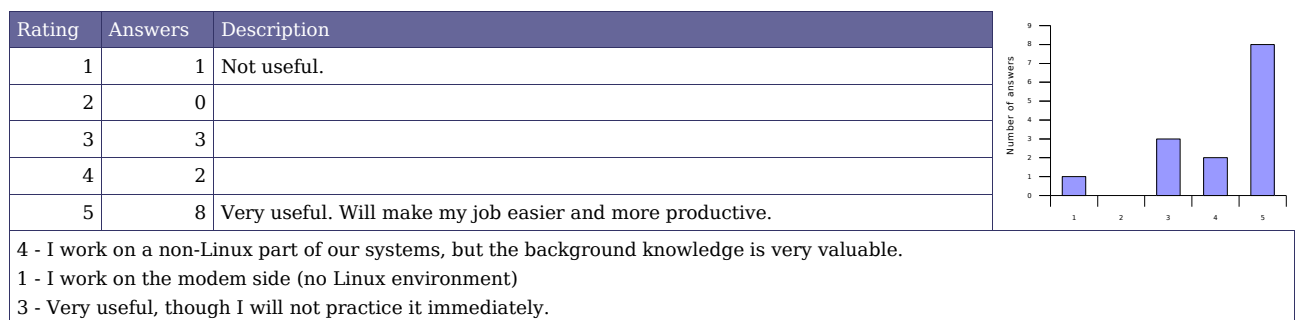 Rating Answers Description
1 1 Not useful.
2 0
3 3
4 2
5 8 Very useful. Will make my job easier and more productive.
9
8
7
6
5
4
3
2
1
0
Number of answers
1 2 3 4 5
4 - I work on a non-Linux part of our systems, but the background knowledge is very valuable.
1 - I work on the modem side (no Linux environment)
3 - Very useful, though I will not practice it immediately.